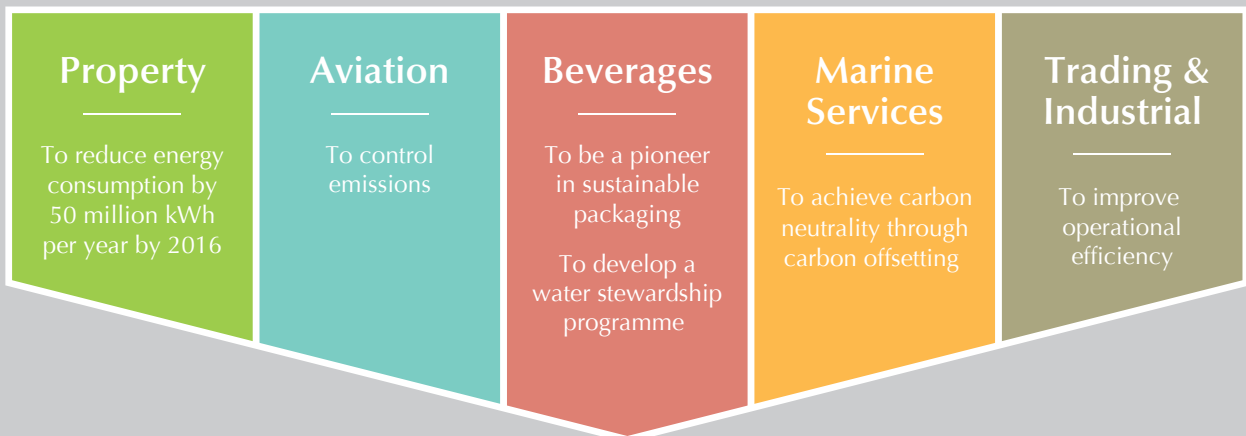 Property
To reduce energy
consumption by
50 million kWh
per year by 2016
Aviation
To control
emissions
Beverages
To be a pioneer
in sustainable
packaging
To develop a
water stewardship
programme
Marine
Services
To achieve carbon
neutrality through
carbon offsetting
Trading &
Industrial
To improve
operational
efficiency